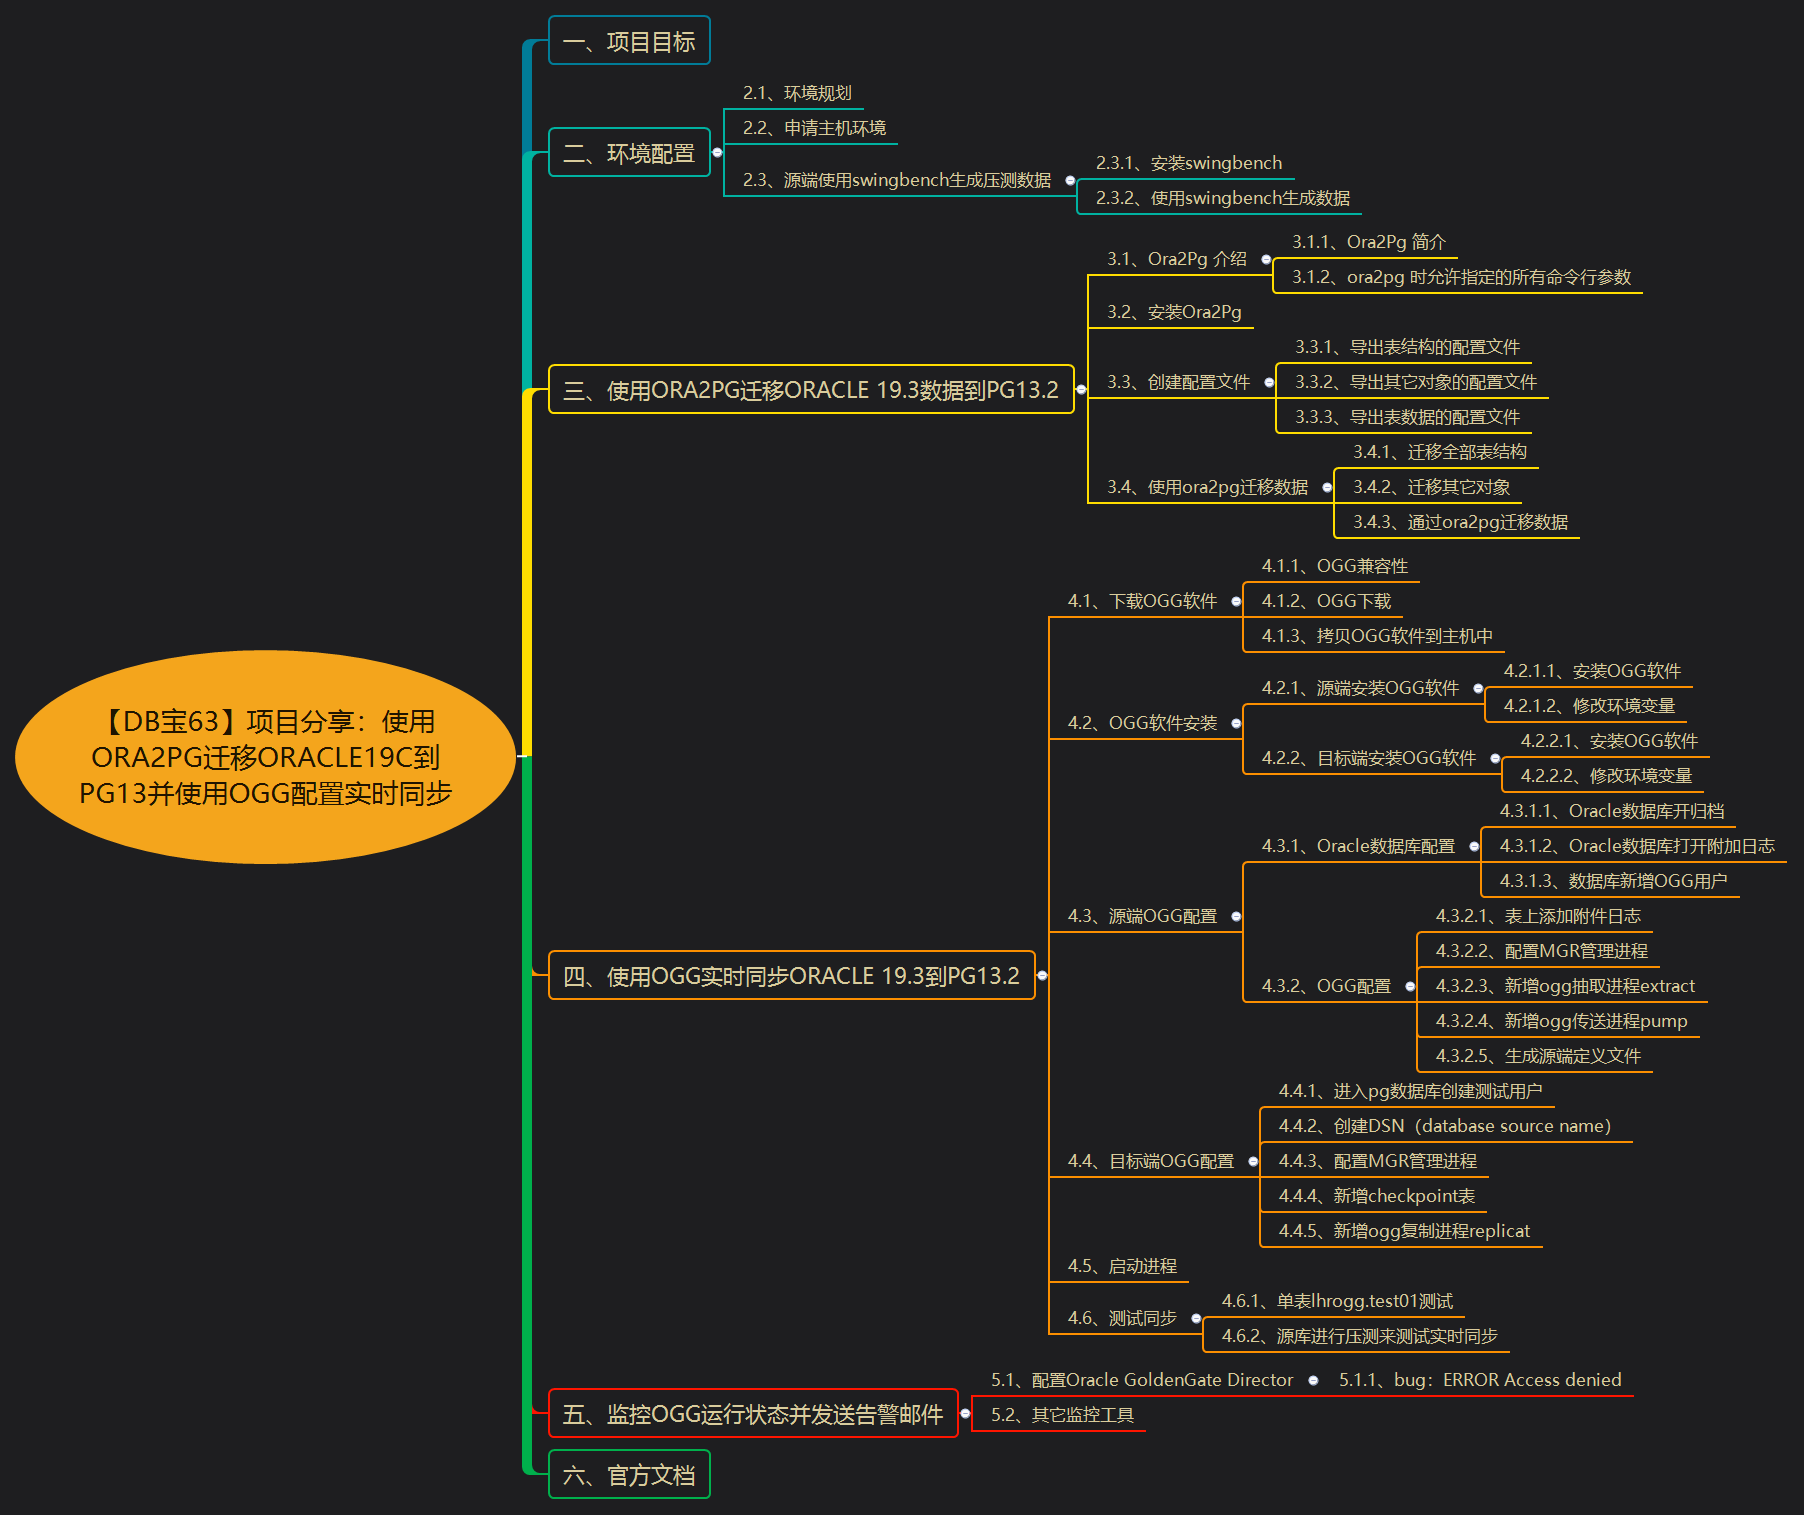 【DB宝63】项目分享：使用
ORA2PG迁移ORACLE19C到
PG13并使用OGG配置实时同步
一、项目目标
二、环境配置
2.1、环境规划
2.2、申请主机环境
2.3、源端使用swingbench生成压测数据
2.3.1、安装swingbench
2.3.2、使用swingbench生成数据
三、使用ORA2PG迁移ORACLE 19.3数据到PG13.2
3.1、Ora2Pg 介绍
3.1.1、Ora2Pg 简介
3.1.2、ora2pg 时允许指定的所有命令行参数
3.2、安装Ora2Pg
3.3、创建配置文件
3.3.1、导出表结构的配置文件
3.3.2、导出其它对象的配置文件
3.3.3、导出表数据的配置文件
3.4、使用ora2pg迁移数据
3.4.1、迁移全部表结构
3.4.2、迁移其它对象
3.4.3、通过ora2pg迁移数据
四、使用OGG实时同步ORACLE 19.3到PG13.2
4.1、下载OGG软件
4.1.1、OGG兼容性
4.1.2、OGG下载
4.1.3、拷贝OGG软件到主机中
4.2、OGG软件安装
4.2.1、源端安装OGG软件
4.2.1.1、安装OGG软件
4.2.1.2、修改环境变量
4.2.2、目标端安装OGG软件
4.2.2.1、安装OGG软件
4.2.2.2、修改环境变量
4.3、源端OGG配置
4.3.1、Oracle数据库配置
4.3.1.1、Oracle数据库开归档
4.3.1.2、Oracle数据库打开附加日志
4.3.1.3、数据库新增OGG用户
4.3.2、OGG配置
4.3.2.1、表上添加附件日志
4.3.2.2、配置MGR管理进程
4.3.2.3、新增ogg抽取进程extract
4.3.2.4、新增ogg传送进程pump
4.3.2.5、生成源端定义文件
4.4、目标端OGG配置
4.4.1、进入pg数据库创建测试用户
4.4.2、创建DSN（database source name）
4.4.3、配置MGR管理进程
4.4.4、新增checkpoint表
4.4.5、新增ogg复制进程replicat
4.5、启动进程
4.6、测试同步
4.6.1、单表lhrogg.test01测试
4.6.2、源库进行压测来测试实时同步
五、监控OGG运行状态并发送告警邮件
5.1、配置Oracle GoldenGate Director
5.1.1、bug：ERROR Access denied
5.2、其它监控工具
六、官方文档